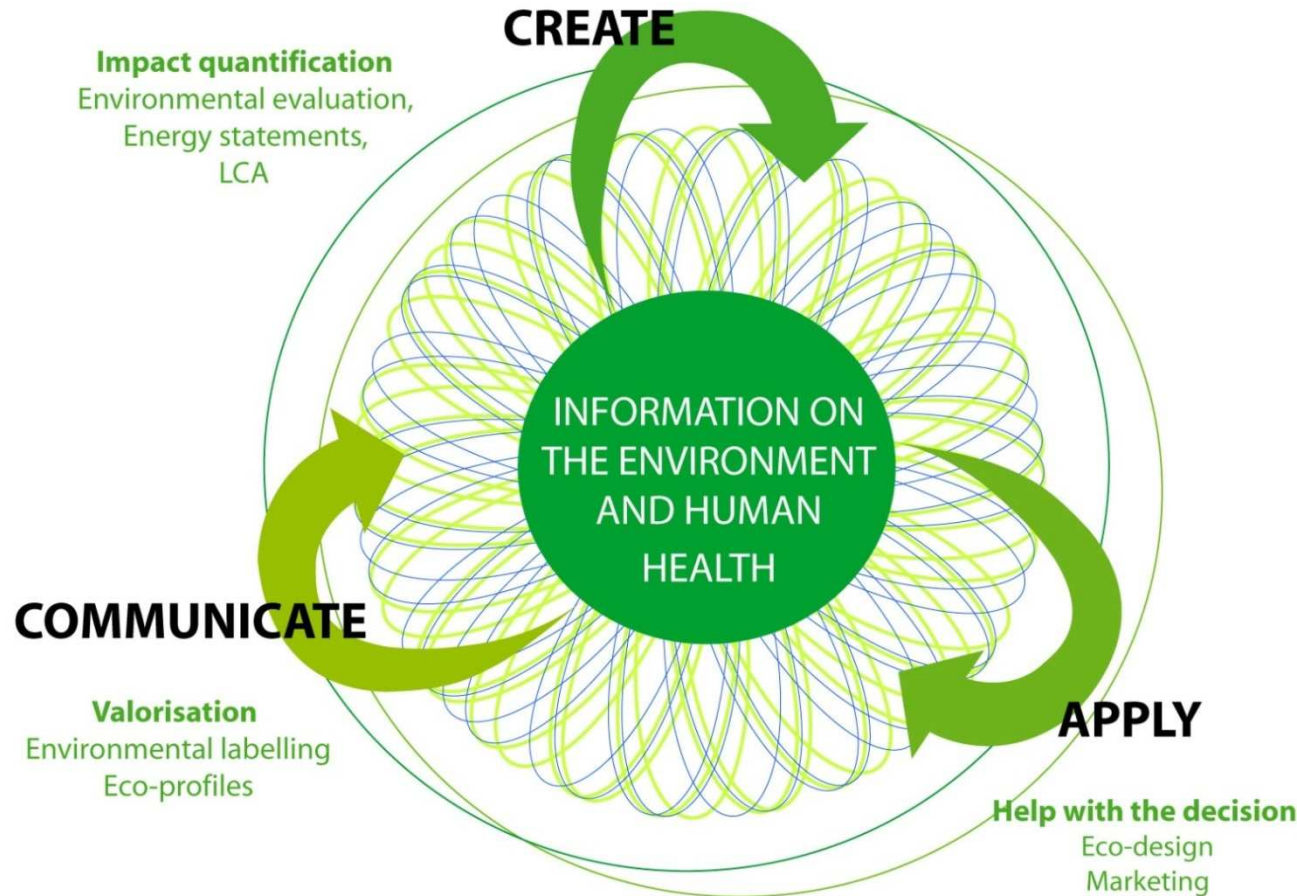 CREATE
Impact quantification
Environmental evaluation,
Energy statements,
LCA
INFORMATION ON
THE ENVIRONMENT
AND HUMAN
HEALTH
COMMUNICATE
Valorisation
Environmental labelling
Eco-profiles
APPLY
Help with the decision
Eco-design
Marketing